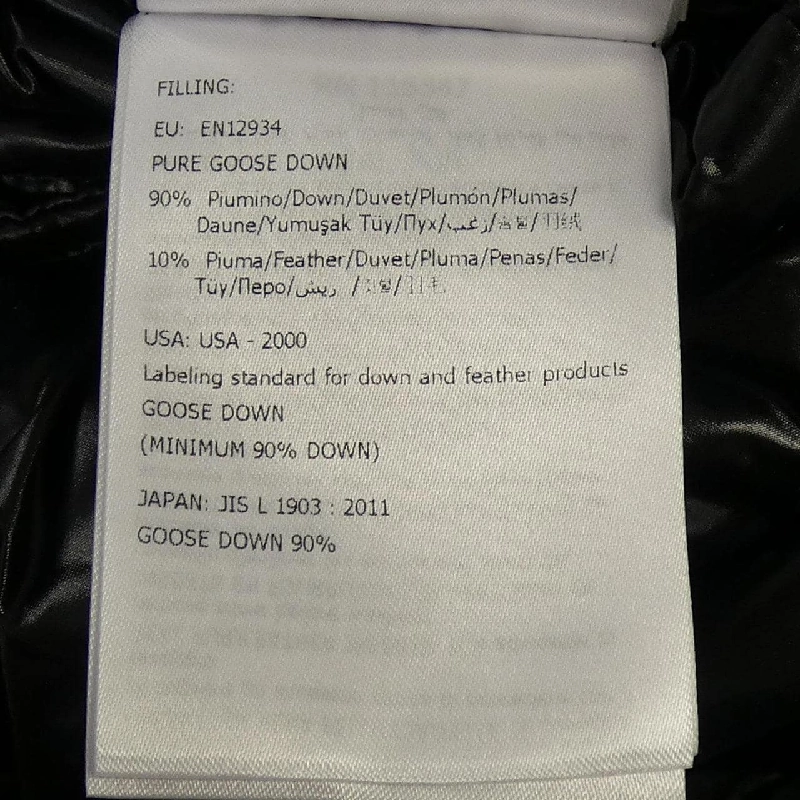 FILLING:
EU: EN12934
PURE GOOSE DOWN
90% Piumino/Down/Duvet/Plumón/Plumas/
Daune/Yumuşak Tüy/Пух/زغب/
10% Piuma/Feather/Duvet/Pluma/Penas/Feder/
Tüy/Перо/ريش /
USA: USA - 2000
Labeling standard for down and feather products
GOOSE DOWN
(MINIMUM 90% DOWN)
JAPAN: JIS L 1903 : 2011
GOOSE DOWN 90%